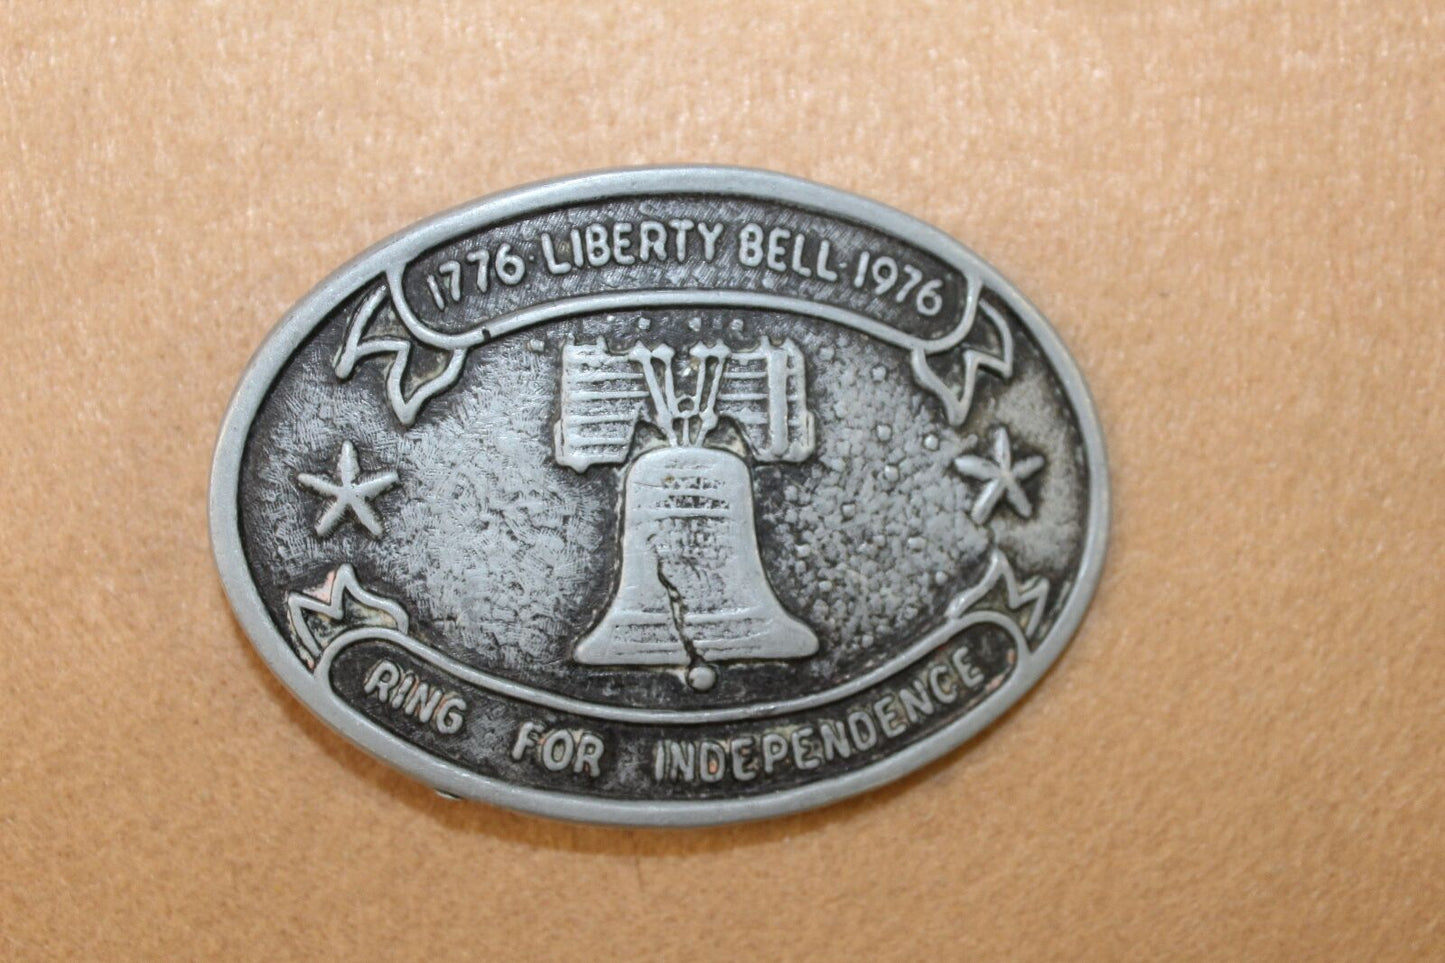 1776·LIBERTY BELL·1976
RING FOR INDEPENDENCE